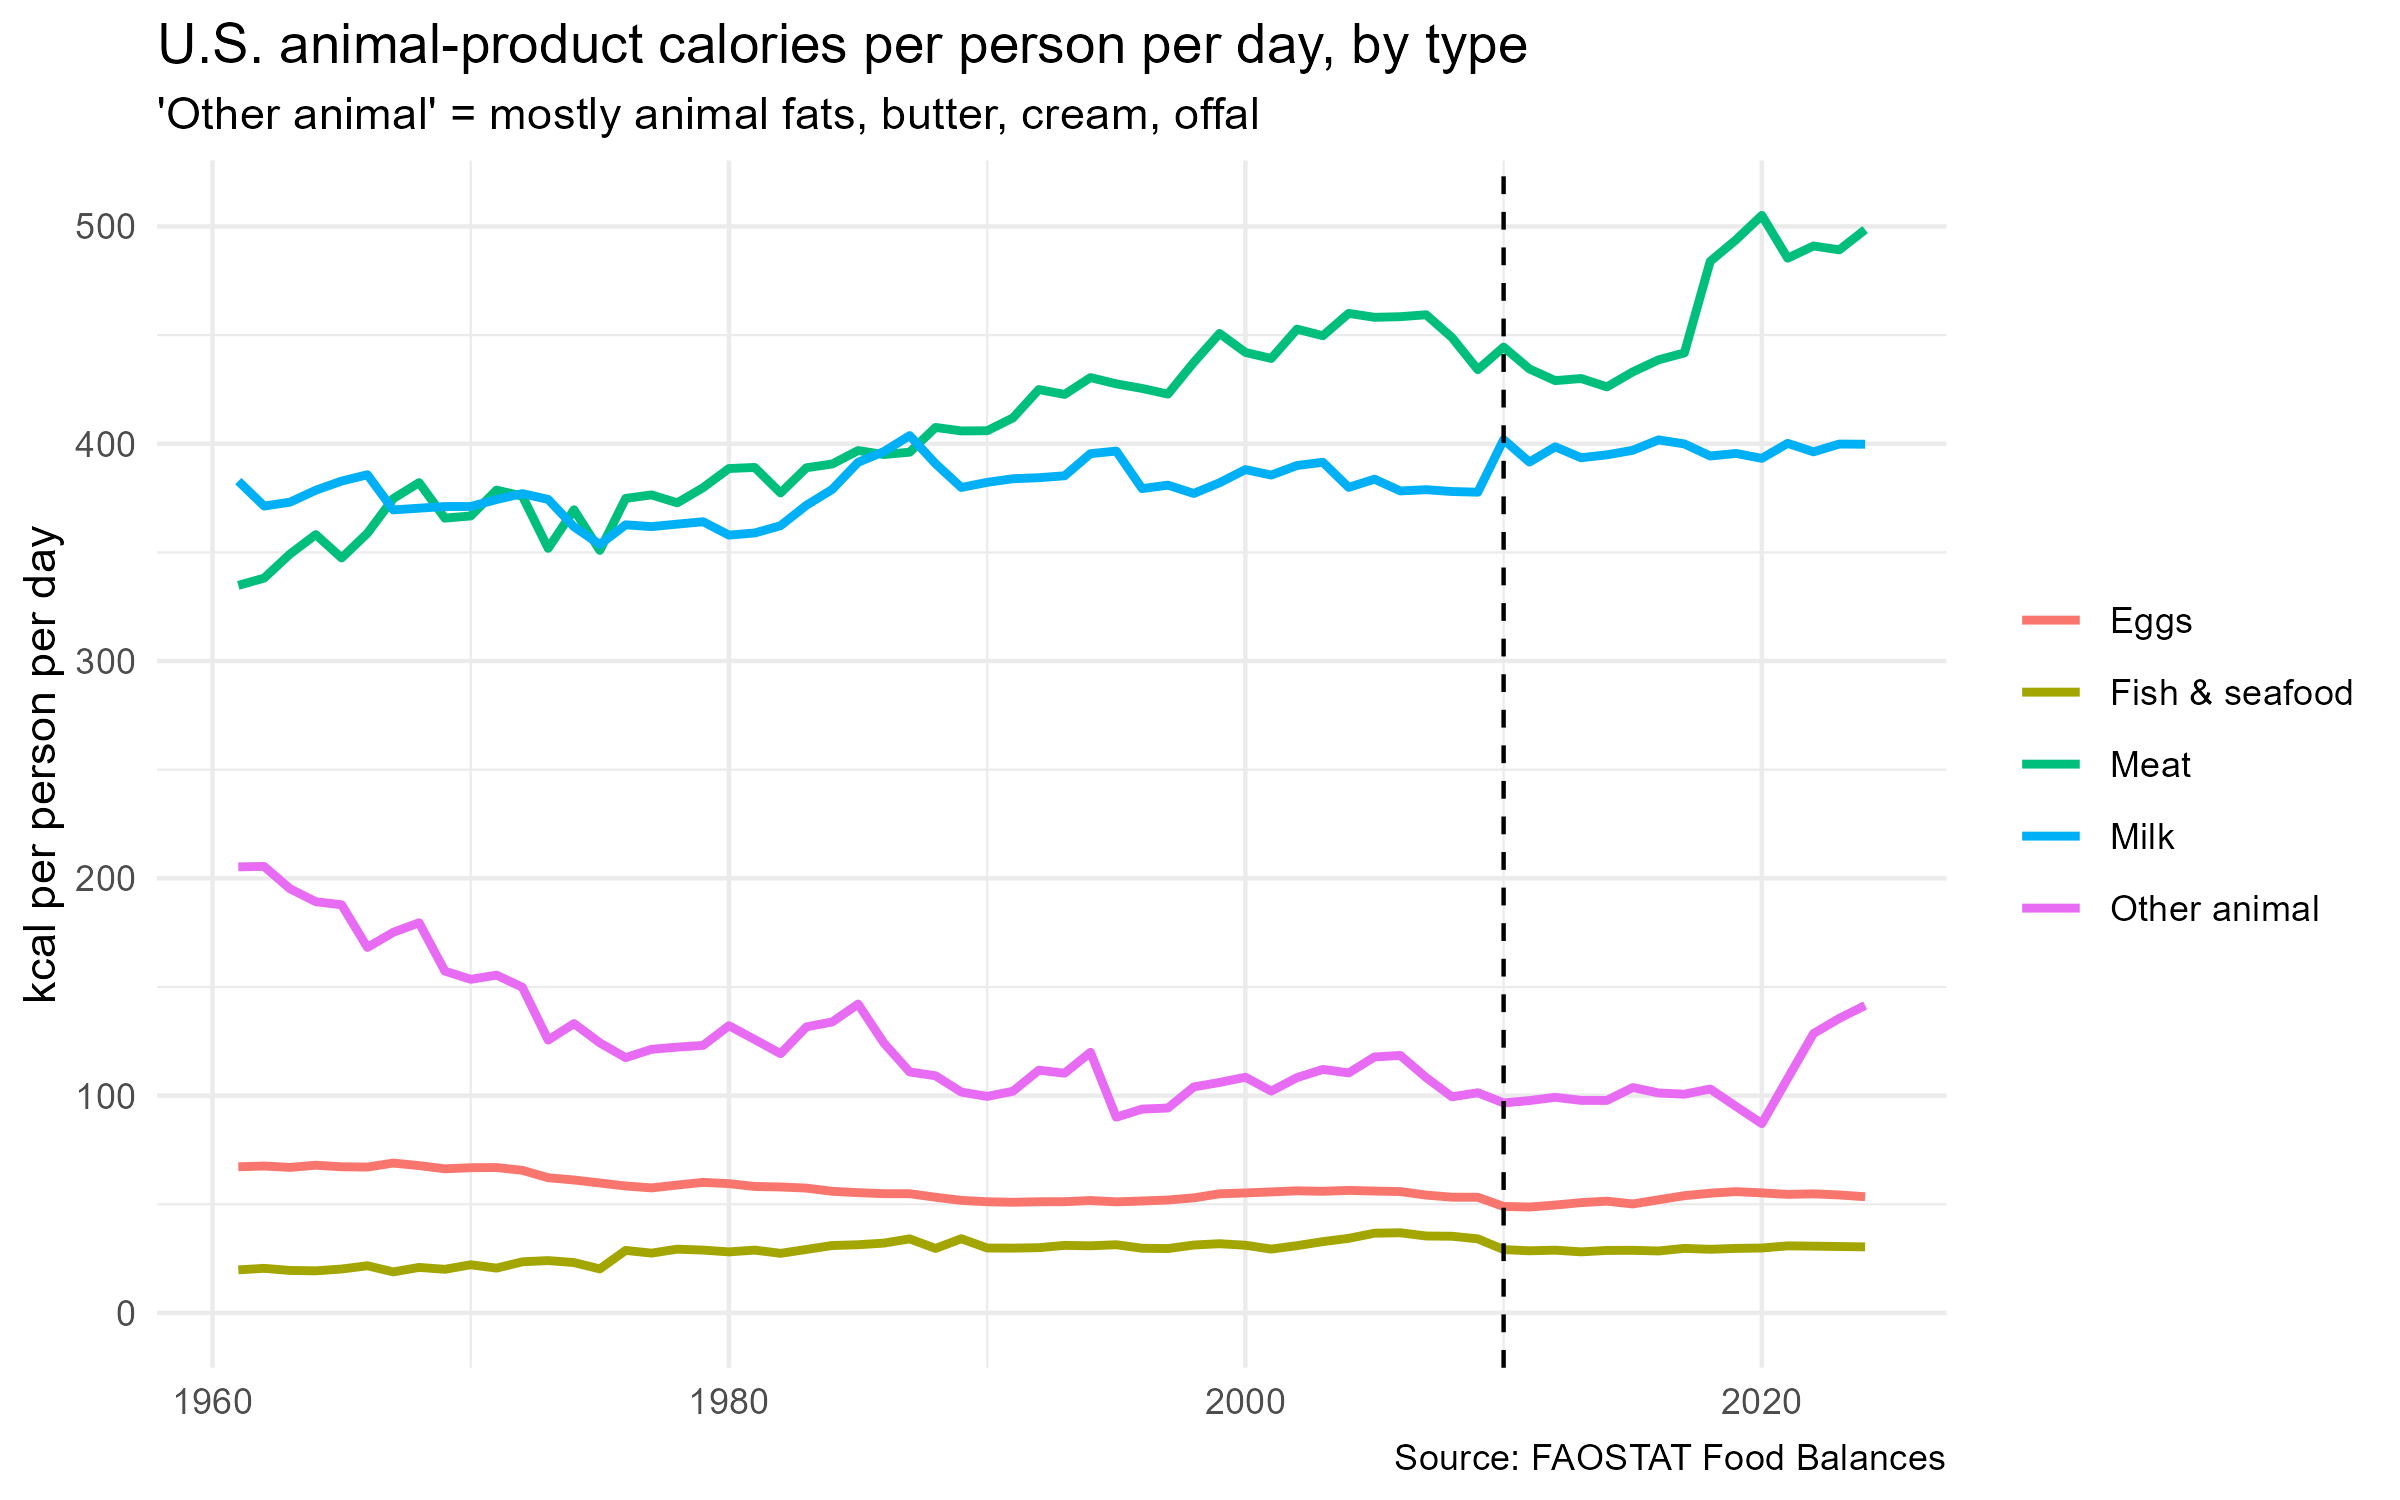 U.S. animal-product calories per person per day, by type
'Other animal' = mostly animal fats, butter, cream, offal
kcal per person per day
500
400
300
200
100
0
1960
1980
2000
2020
Eggs
Fish & seafood
Meat
Milk
Other animal
Source: FAOSTAT Food Balances